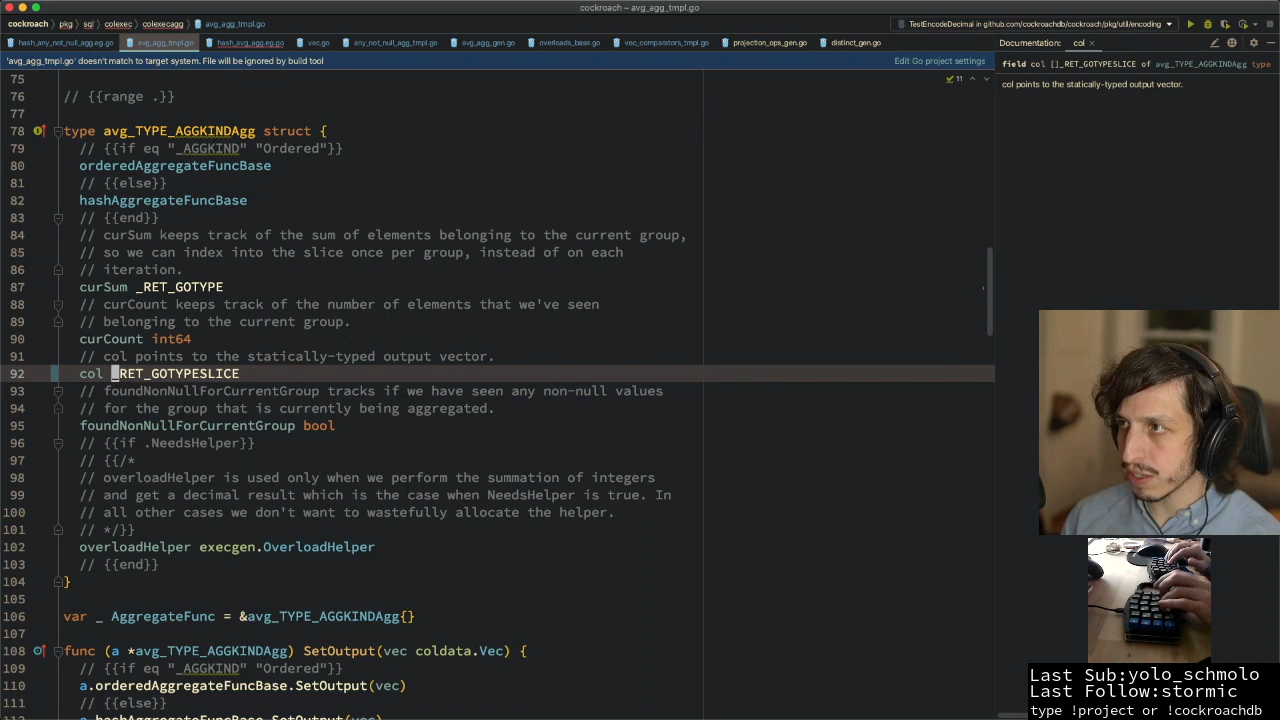 cockroach – avg_agg_tmpl.go
cockroach › pkg › sql › colexec › colexecagg › avg_agg_tmpl.go
TestEncodeDecimal in github.com/cockroachdb/cockroach/pkg/util/encoding
hash_any_not_null_agg.eg.go avg_agg_tmpl.go hash_avg_agg.eg.go vec.go any_not_null_agg_tmpl.go avg_agg_gen.go overloads_base.go vec_comparators_tmpl.go projection_ops_gen.go distinct_gen.go
Documentation: col ×
'avg_agg_tmpl.go' doesn't match to target system. File will be ignored by build tool Edit Go project settings
field col []_RET_GOTYPESLICE of avg_TYPE_AGGKINDAgg type
col points to the statically-typed output vector.
11
75
76 // {{range .}}
77
78 type avg_TYPE_AGGKINDAgg struct {
79 // {{if eq "_AGGKIND" "Ordered"}}
80 orderedAggregateFuncBase
81 // {{else}}
82 hashAggregateFuncBase
83 // {{end}}
84 // curSum keeps track of the sum of elements belonging to the current group,
85 // so we can index into the slice once per group, instead of on each
86 // iteration.
87 curSum _RET_GOTYPE
88 // curCount keeps track of the number of elements that we've seen
89 // belonging to the current group.
90 curCount int64
91 // col points to the statically-typed output vector.
92 col _RET_GOTYPESLICE
93 // foundNonNullForCurrentGroup tracks if we have seen any non-null values
94 // for the group that is currently being aggregated.
95 foundNonNullForCurrentGroup bool
96 // {{if .NeedsHelper}}
97 // {{/*
98 // overloadHelper is used only when we perform the summation of integers
99 // and get a decimal result which is the case when NeedsHelper is true. In
100 // all other cases we don't want to wastefully allocate the helper.
101 // */}}
102 overloadHelper execgen.OverloadHelper
103 // {{end}}
104 }
105
106 var _ AggregateFunc = &avg_TYPE_AGGKINDAgg{}
107
108 func (a *avg_TYPE_AGGKINDAgg) SetOutput(vec coldata.Vec) {
109 // {{if eq "_AGGKIND" "Ordered"}}
110 a.orderedAggregateFuncBase.SetOutput(vec)
111 // {{else}}
112 a.hashAggregateFuncBase.SetOutput(vec)
Last Sub:yolo_schmolo
Last Follow:stormic
type !project or !cockroachdb